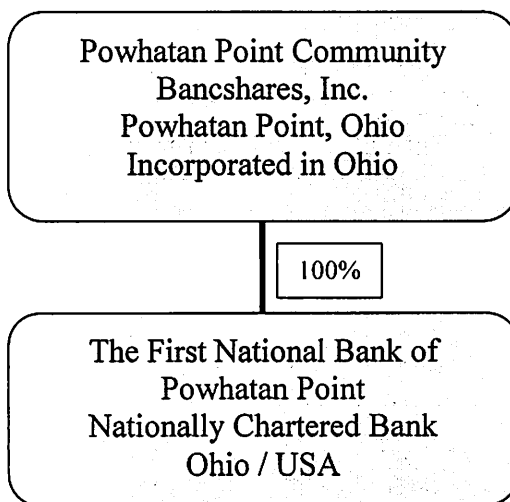 Powhatan Point Community
Bancshares, Inc.
Powhatan Point, Ohio
Incorporated in Ohio
100%
The First National Bank of
Powhatan Point
Nationally Chartered Bank
Ohio / USA